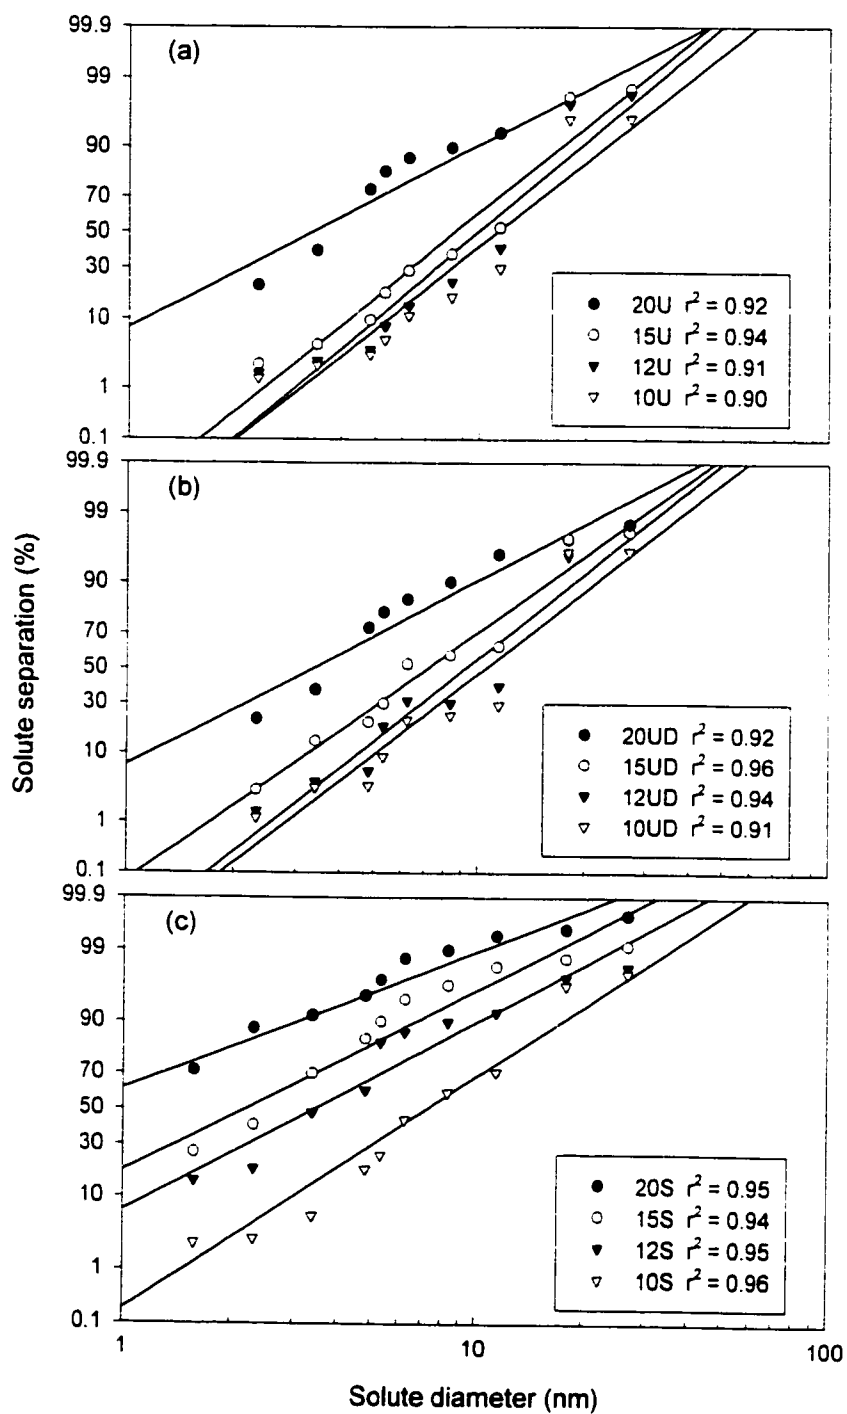 99.9
(a)
99
90
70
50
30
10
1
0.1
20U r² = 0.92
15U r² = 0.94
12U r² = 0.91
10U r² = 0.90
99.9
(b)
99
90
70
50
30
10
1
0.1
20UD r² = 0.92
15UD r² = 0.96
12UD r² = 0.94
10UD r² = 0.91
Solute separation (%)
99.9
(c)
99
90
70
50
30
10
1
0.1
20S r² = 0.95
15S r² = 0.94
12S r² = 0.95
10S r² = 0.96
1 10 100
Solute diameter (nm)